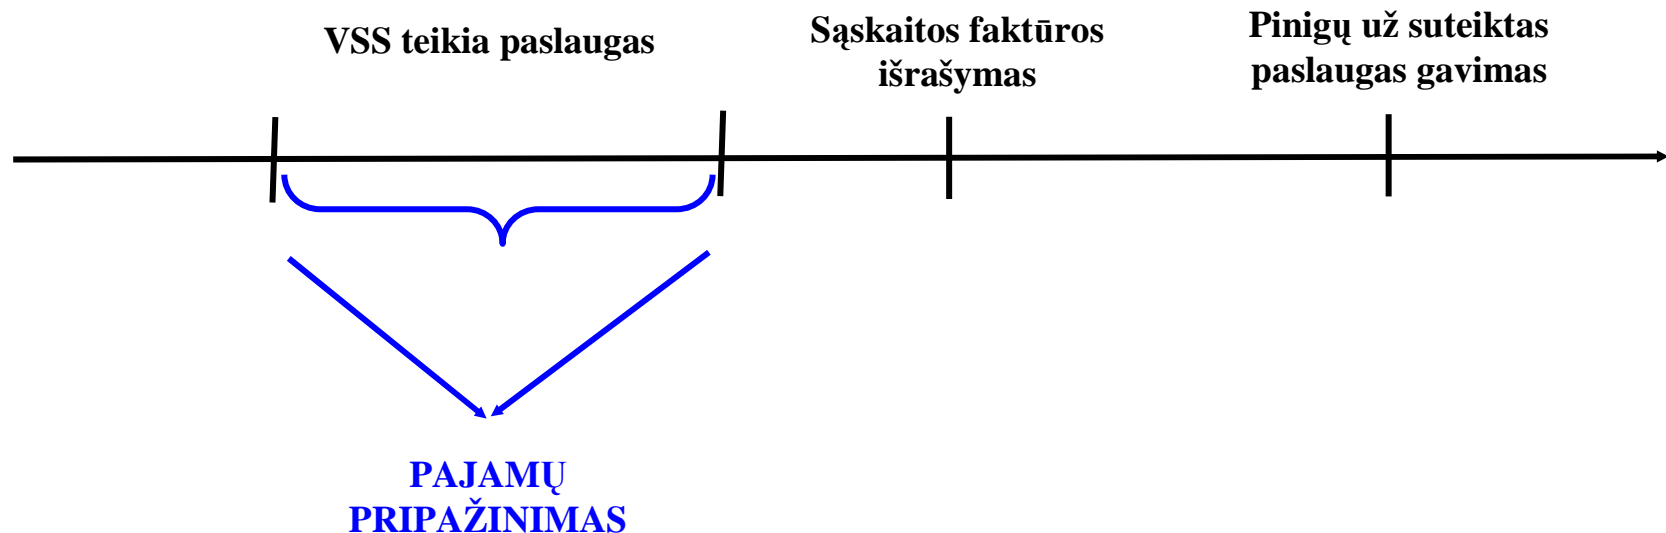 VSS teikia paslaugas
Sąskaitos faktūros
išrašymas
Pinigų už suteiktas
paslaugas gavimas
PAJAMŲ
PRIPAŽINIMAS